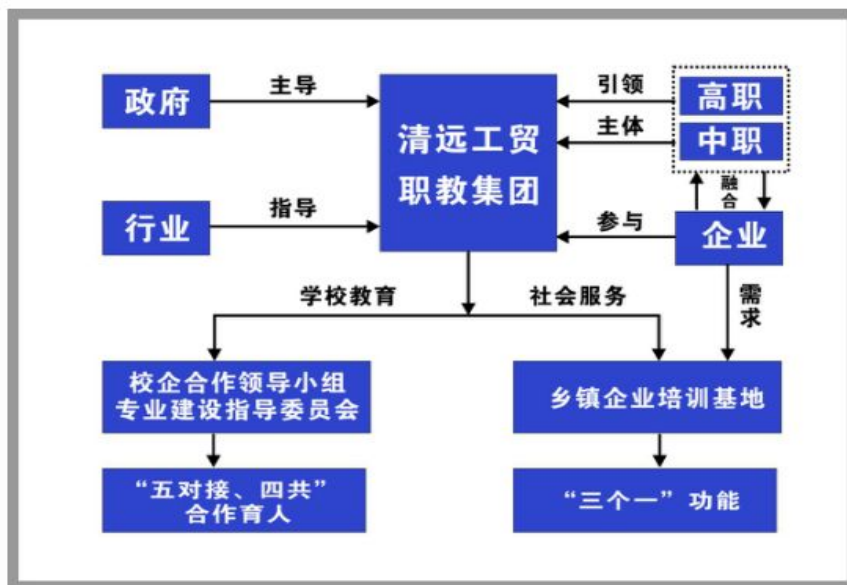 政府
主导
清远工贸
职教集团
引领
高职
主体
中职
融合
行业
指导
参与
企业
学校教育
社会服务
需求
校企合作领导小组
专业建设指导委员会
乡镇企业培训基地
“五对接、四共”
合作育人
“三个一”功能